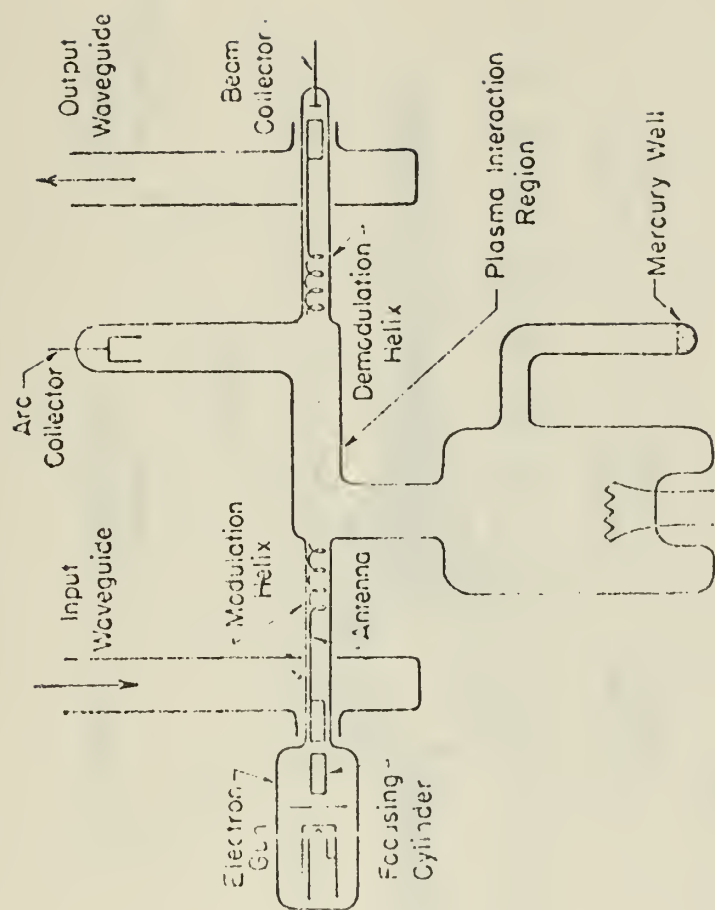 Input
Waveguide
Arc
Collector
Output
Waveguide
Electron
Gun
Modulation
Helix
Beam
Collector
Focusing
Cylinder
Antenna
Demodulation
Helix
Plasma Interaction
Region
Mercury Well